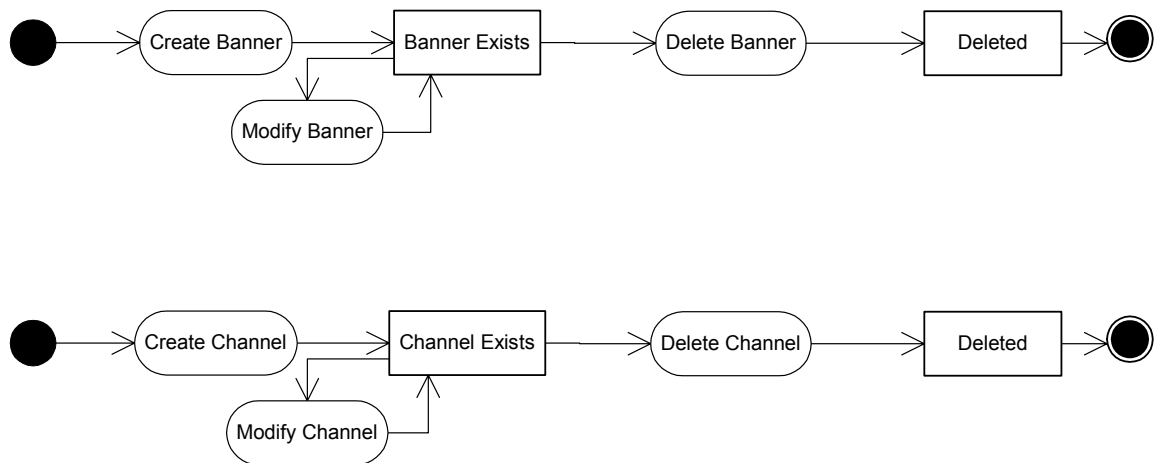 Create Banner
Banner Exists
Delete Banner
Deleted
Modify Banner
Create Channel
Channel Exists
Delete Channel
Deleted
Modify Channel